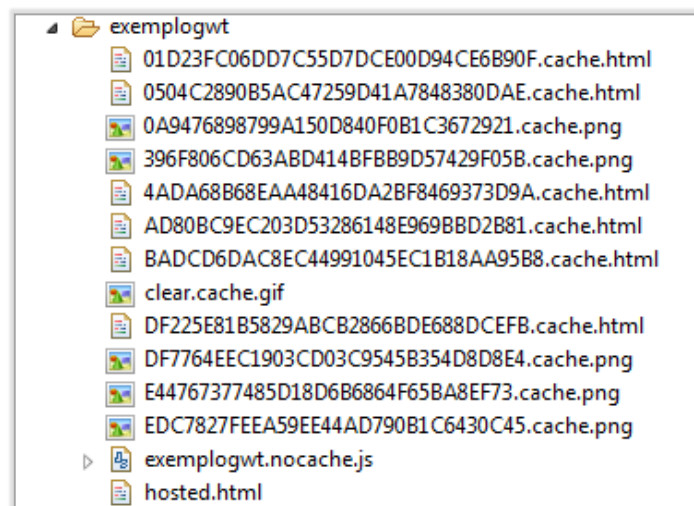 exemplogwt
01D23FC06DD7C55D7DCE00D94CE6B90F.cache.html
0504C2890B5AC47259D41A7848380DAE.cache.html
0A9476898799A150D840F0B1C3672921.cache.png
396F806CD63ABD414BFBB9D57429F05B.cache.png
4ADA68B68EAA48416DA2BF8469373D9A.cache.html
AD80BC9EC203D53286148E969BBD2B81.cache.html
BADCD6DAC8EC44991045EC1B18AA95B8.cache.html
clear.cache.gif
DF225E81B5829ABCB2866BDE688DCEFB.cache.html
DF7764EEC1903CD03C9545B354D8D8E4.cache.png
E44767377485D18D6B6864F65BA8EF73.cache.png
EDC7827FEEA59EE44AD790B1C6430C45.cache.png
exemplogwt.nocache.js
hosted.html